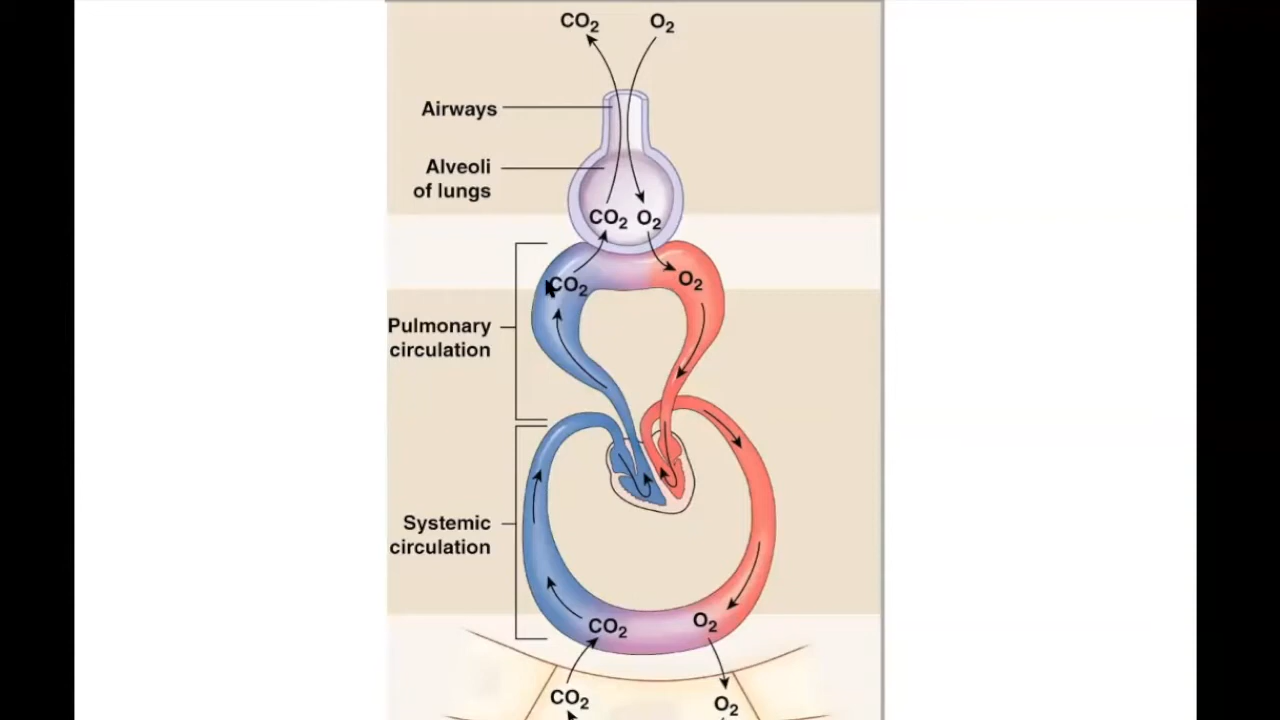 CO₂ O₂
Airways
Alveoli
of lungs
CO₂ O₂
CO₂ O₂
Pulmonary
circulation
Systemic
circulation
CO₂ O₂
CO₂ O₂